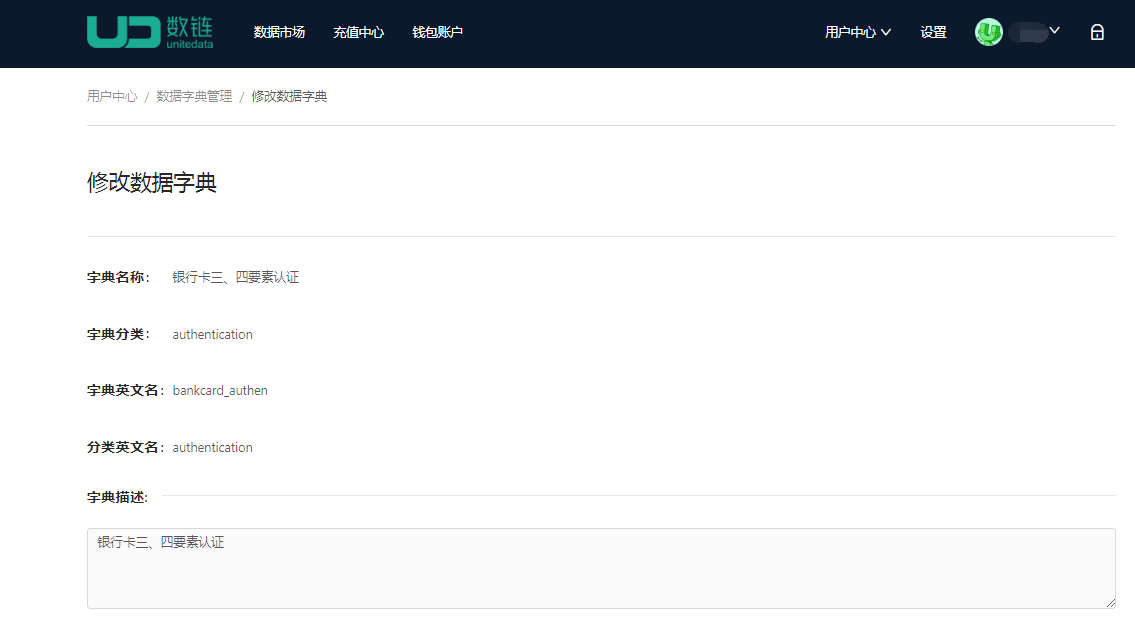 数链
unitedata
数据市场 充值中心 钱包账户 用户中心 设置
用户中心 / 数据字典管理 / 修改数据字典
修改数据字典
字典名称： 银行卡三、四要素认证
字典分类： authentication
字典英文名： bankcard_authen
分类英文名： authentication
字典描述:
银行卡三、四要素认证